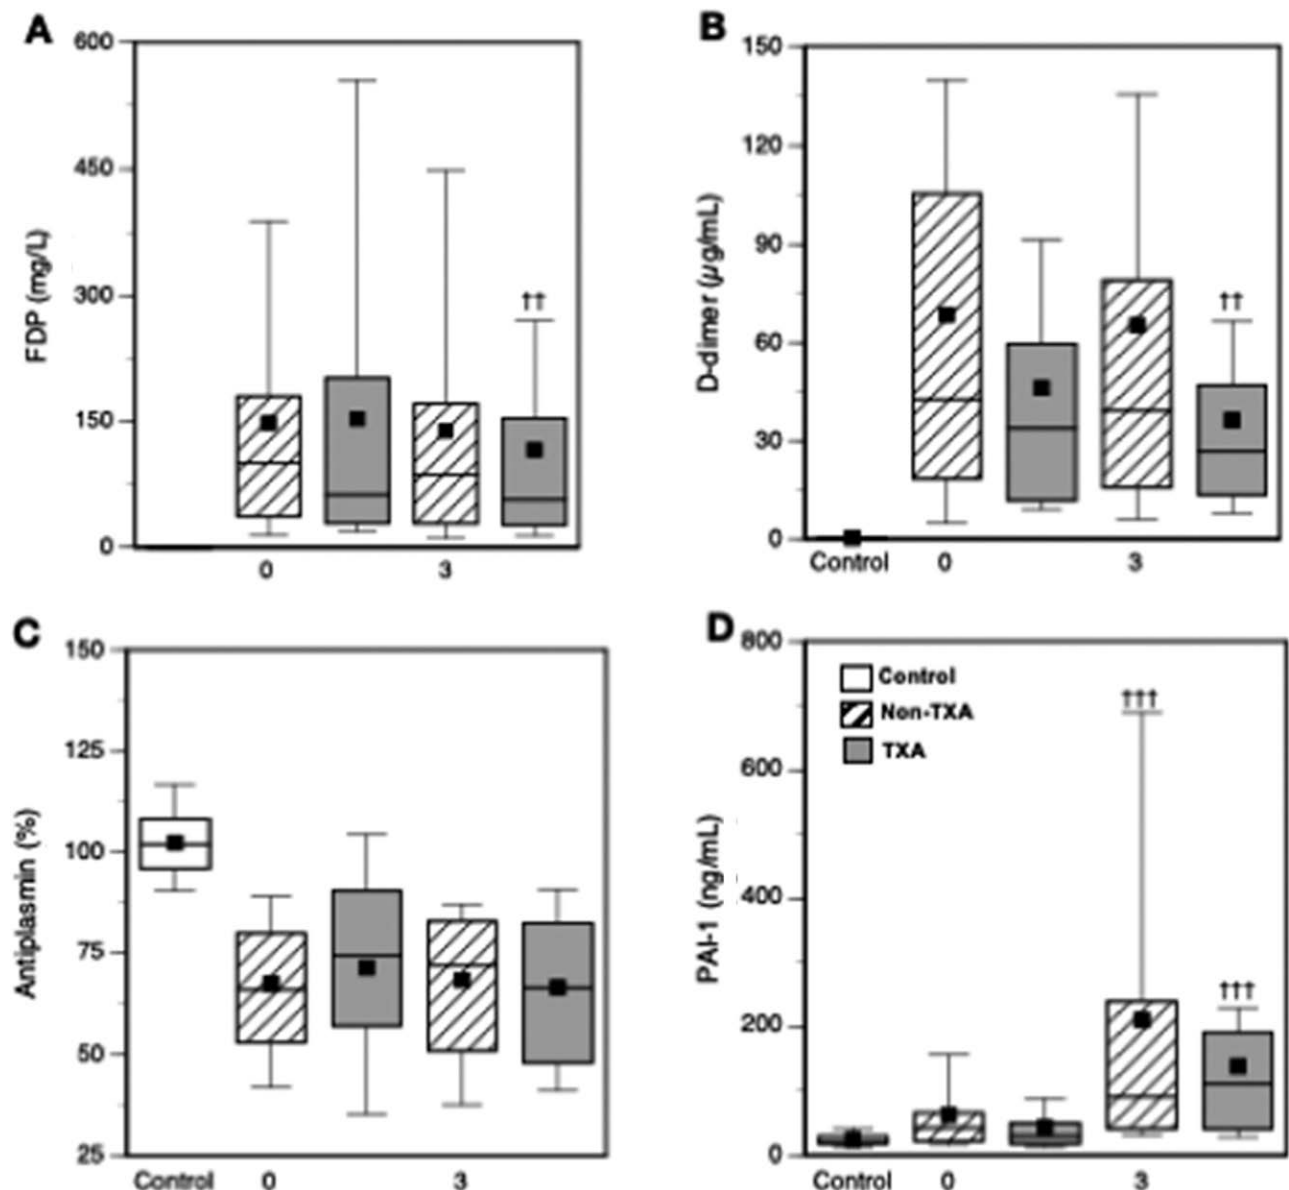 A
600
450
300
150
0
FDP (mg/L)
††
0 3
B
150
120
90
60
30
0
D-dimer (µg/mL)
††
Control 0 3
C
150
125
100
75
50
25
Antiplasmin (%)
Control 0 3
D
800
600
400
200
0
PAI-1 (ng/mL)
Control
Non-TXA
TXA
†††
†††
Control 0 3